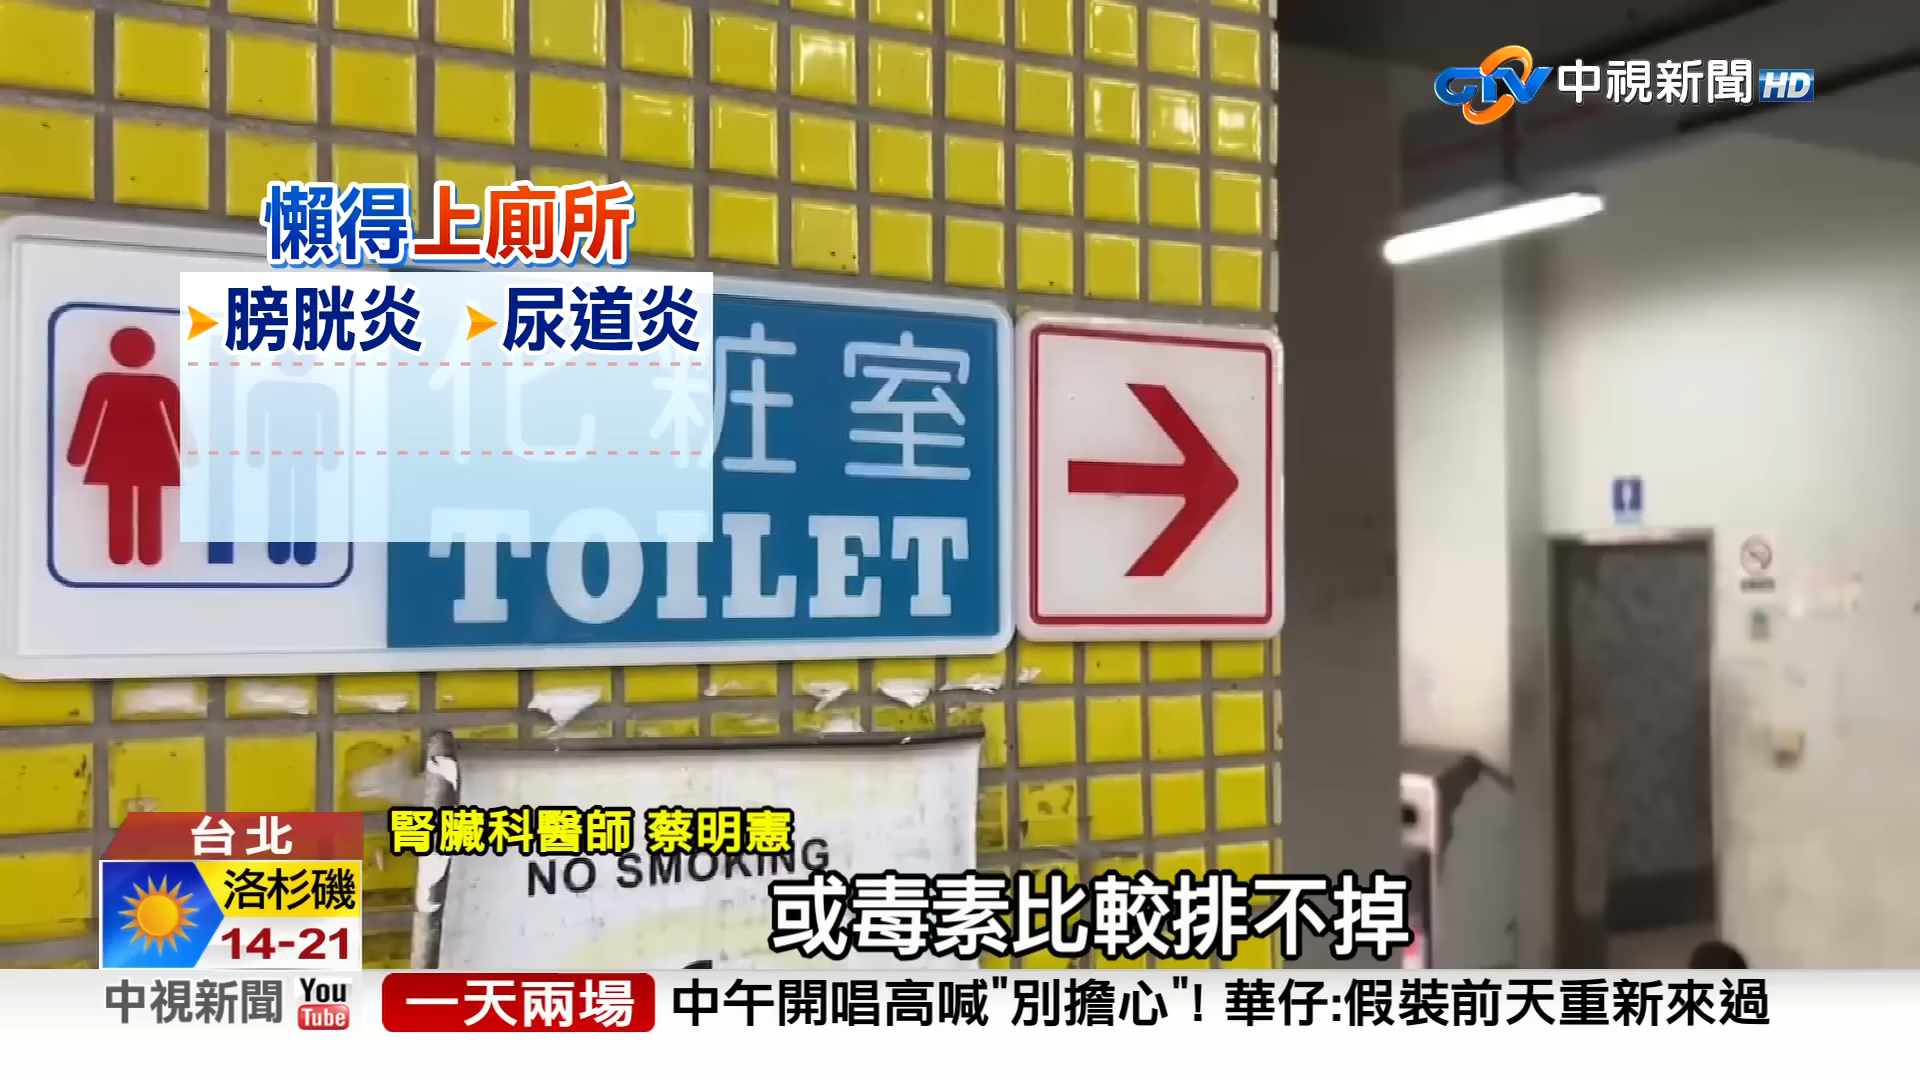 CTV中視新聞HD
懶得上廁所
膀胱炎 尿道炎
化粧室
TOILET
腎臟科醫師 蔡明憲
NO SMOKING
或毒素比較排不掉
台北
洛杉磯
14-21
中視新聞 YouTube
一天兩場 中午開唱高喊"別擔心"! 華仔:假裝前天重新來過